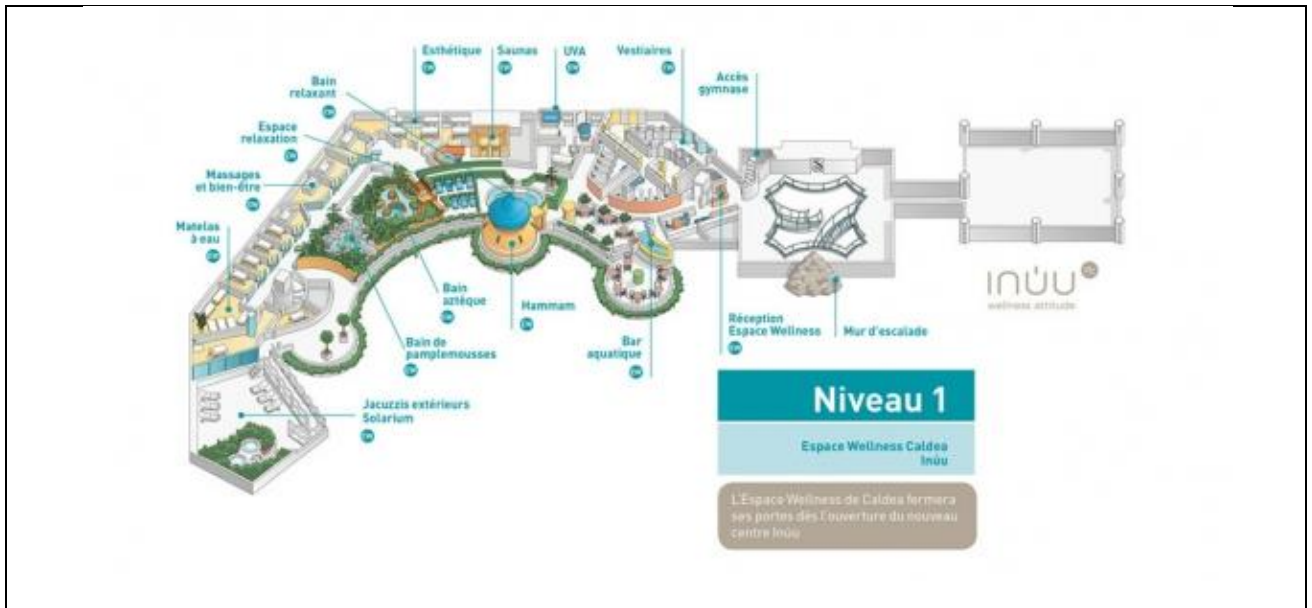 Esthétique
Saunas
UVA
Vestiaires
Accès
gymnase
Bain
relaxant
Espace
relaxation
Massages
et bien-être
Matelas
à eau
Bain
aztèque
Hammam
Bain de
pamplemousses
Bar
aquatique
Réception
Espace Wellness
Mur d'escalade
Jacuzzis extérieurs
Solarium
inúu
wellness attitude
Niveau 1
Espace Wellness Caldea
Inúu
L'Espace Wellness de Caldea fermera
ses portes dès l'ouverture du nouveau
centre Inúu